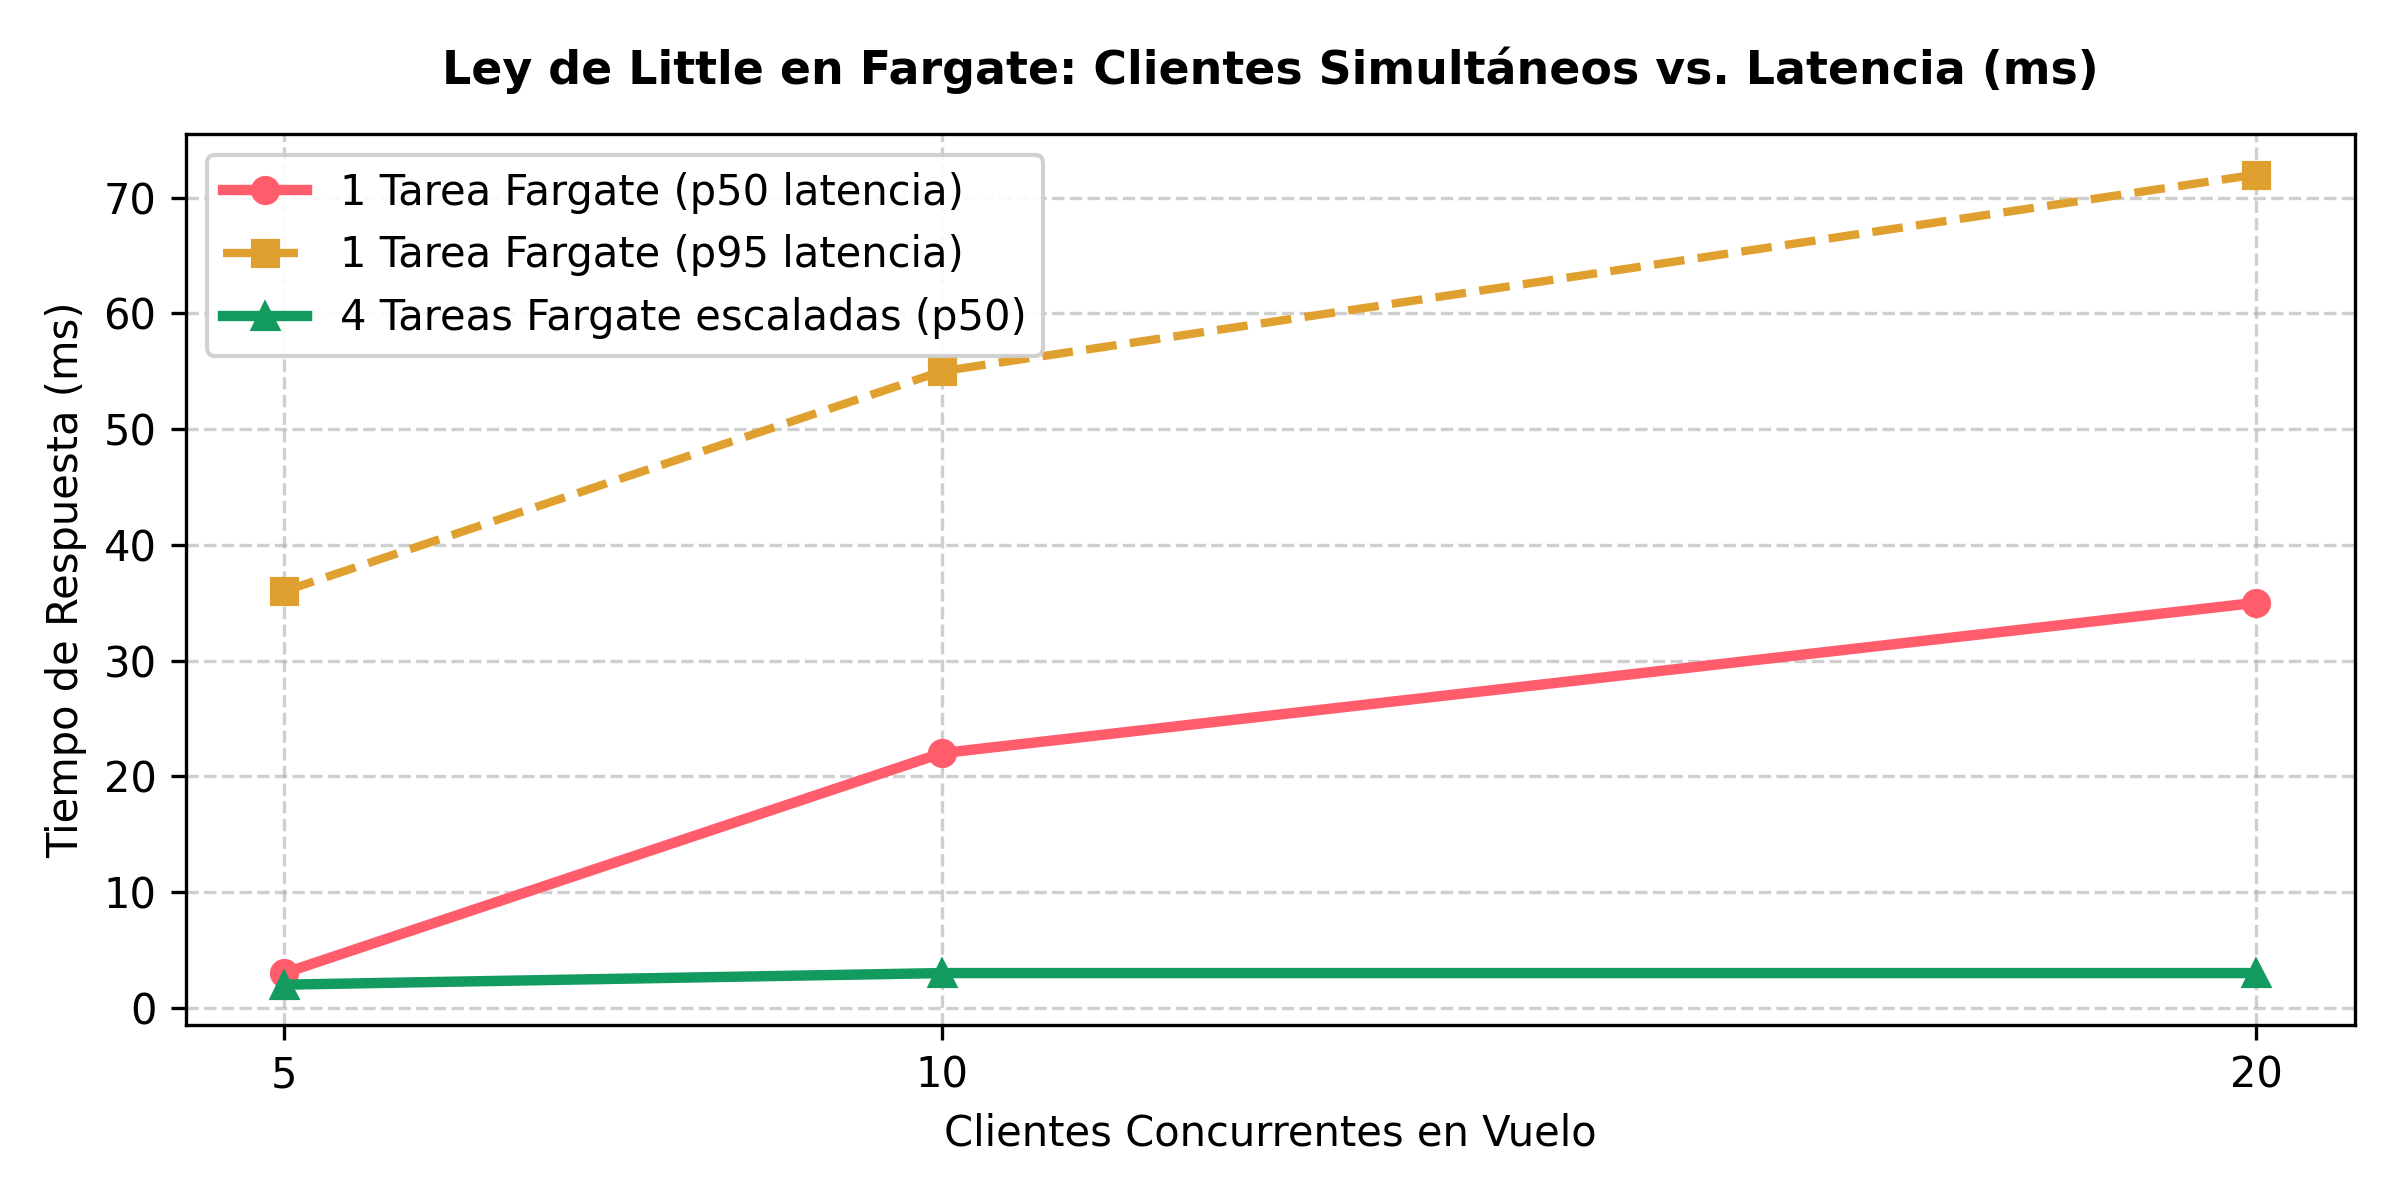 Ley de Little en Fargate: Clientes Simultáneos vs. Latencia (ms)
1 Tarea Fargate (p50 latencia)
1 Tarea Fargate (p95 latencia)
4 Tareas Fargate escaladas (p50)
Tiempo de Respuesta (ms)
70
60
50
40
30
20
10
0
5
10
20
Clientes Concurrentes en Vuelo